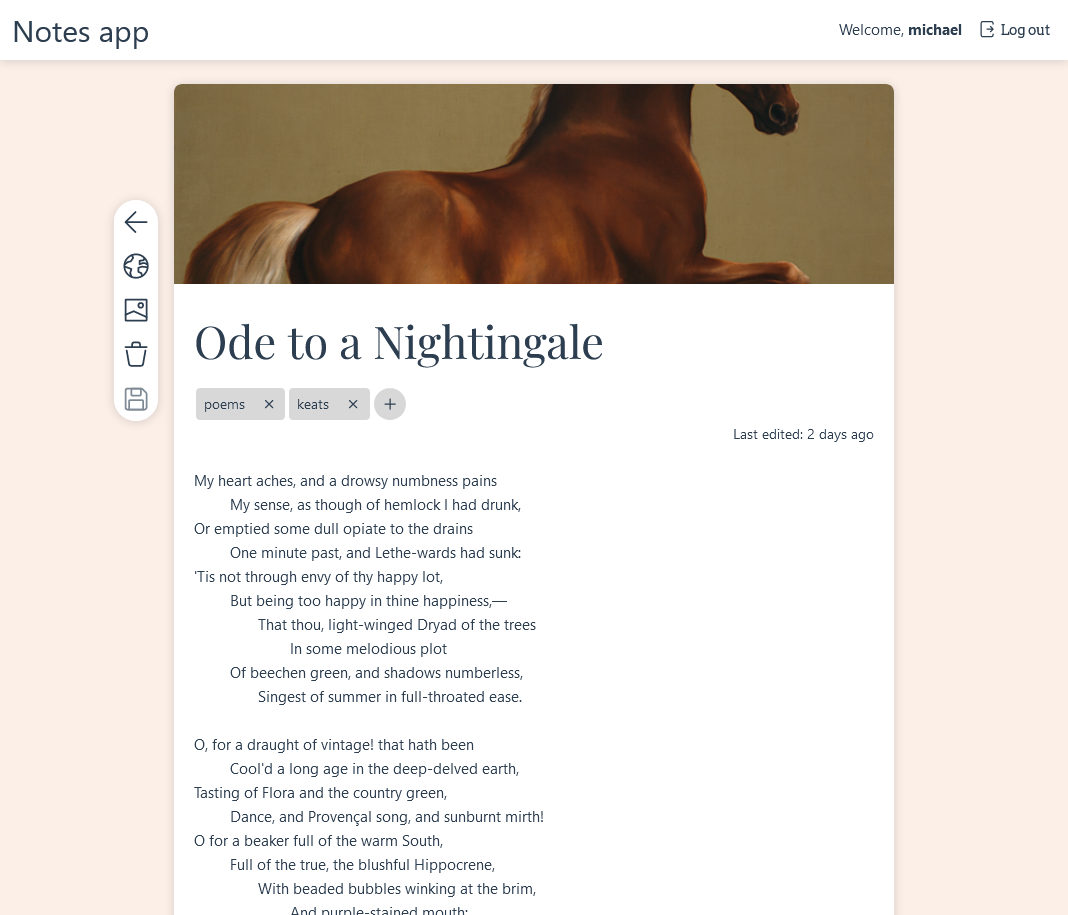 Notes app
Welcome, michael
Log out
Ode to a Nightingale
poems
keats
Last edited: 2 days ago
My heart aches, and a drowsy numbness pains
My sense, as though of hemlock I had drunk,
Or emptied some dull opiate to the drains
One minute past, and Lethe-wards had sunk:
'Tis not through envy of thy happy lot,
But being too happy in thine happiness,—
That thou, light-winged Dryad of the trees
In some melodious plot
Of beechen green, and shadows numberless,
Singest of summer in full-throated ease.
O, for a draught of vintage! that hath been
Cool'd a long age in the deep-delved earth,
Tasting of Flora and the country green,
Dance, and Provençal song, and sunburnt mirth!
O for a beaker full of the warm South,
Full of the true, the blushful Hippocrene,
With beaded bubbles winking at the brim,
And purple-stained mouth;